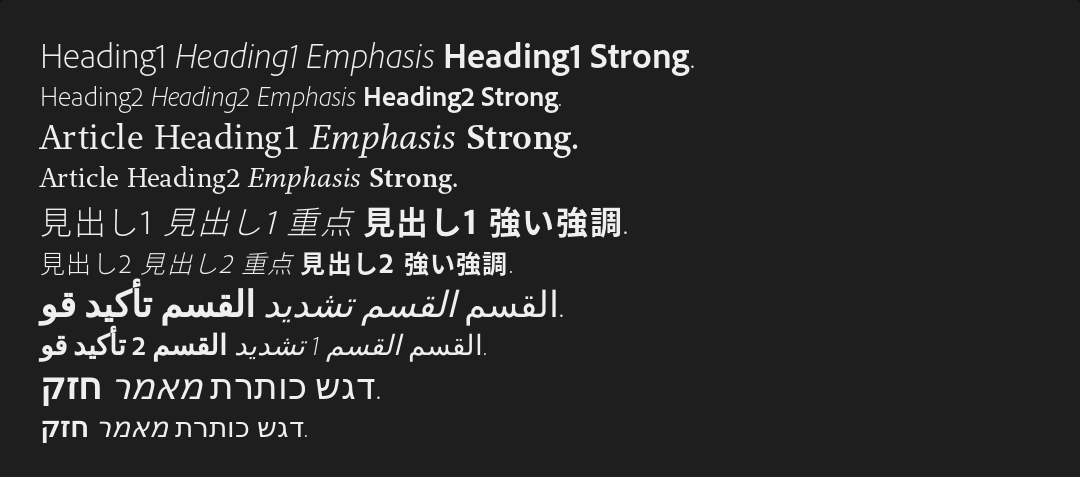 Heading1 Heading1 Emphasis Heading1 Strong.
Heading2 Heading2 Emphasis Heading2 Strong.
Article Heading1 Emphasis Strong.
Article Heading2 Emphasis Strong.
見出し1 見出し1 重点 見出し1 強い強調.
見出し2 見出し2 重点 見出し2 強い強調.
القسم القسم تشديد القسم تأكيد قو.
القسم القسم 1 تشديد القسم 2 تأكيد قو.
דגש כותרת מאמר חזק.
דגש כותרת מאמר חזק.